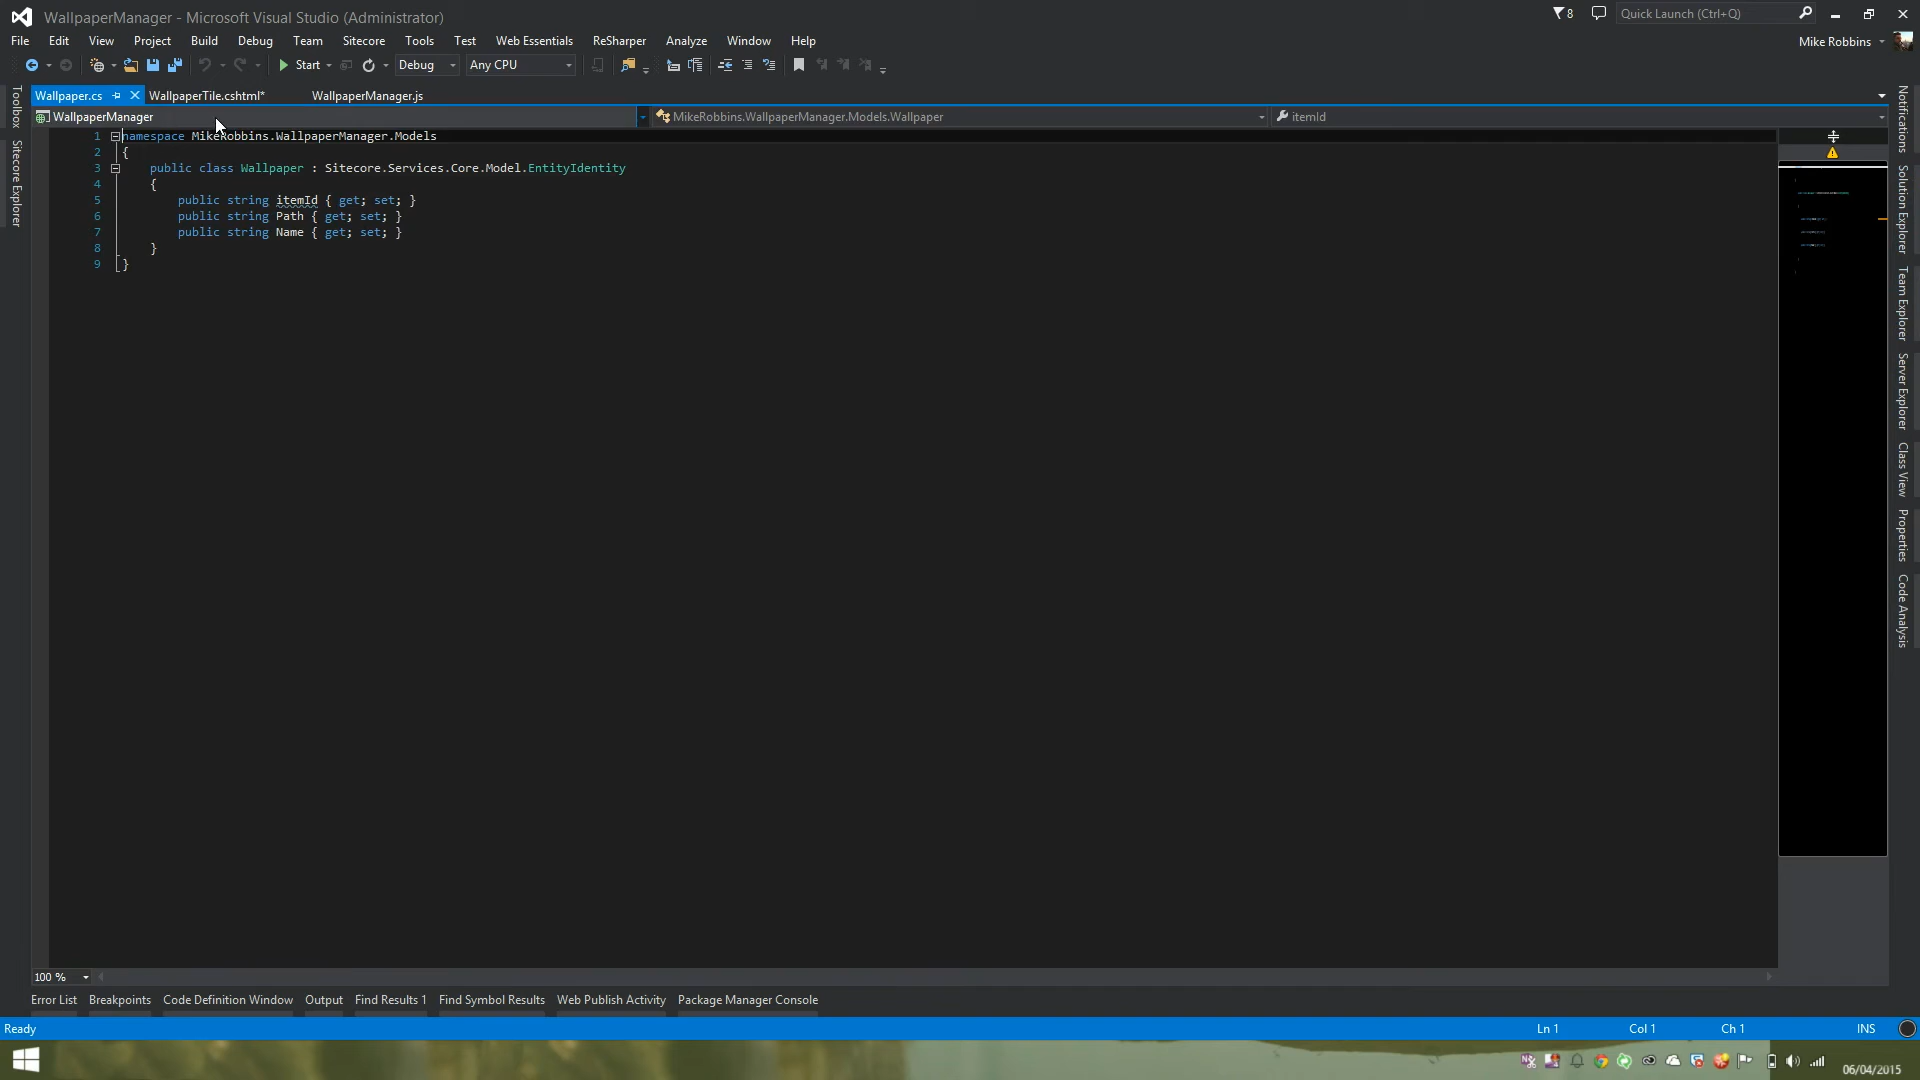 WallpaperManager - Microsoft Visual Studio (Administrator)
8
Quick Launch (Ctrl+Q)
File Edit View Project Build Debug Team Sitecore Tools Test Web Essentials ReSharper Analyze Window Help
Mike Robbins
Start Debug Any CPU
Wallpaper.cs WallpaperTile.cshtml* WallpaperManager.js
WallpaperManager MikeRobbins.WallpaperManager.Models.Wallpaper itemId
1 namespace MikeRobbins.WallpaperManager.Models
2 {
3 public class Wallpaper : Sitecore.Services.Core.Model.EntityIdentity
4 {
5 public string itemId { get; set; }
6 public string Path { get; set; }
7 public string Name { get; set; }
8 }
9 }
Toolbox
Sitecore Explorer
Notifications
Solution Explorer
Team Explorer
Server Explorer
Class View
Properties
Code Analysis
100 %
Error List Breakpoints Code Definition Window Output Find Results 1 Find Symbol Results Web Publish Activity Package Manager Console
Ready Ln 1 Col 1 Ch 1 INS
06/04/2015